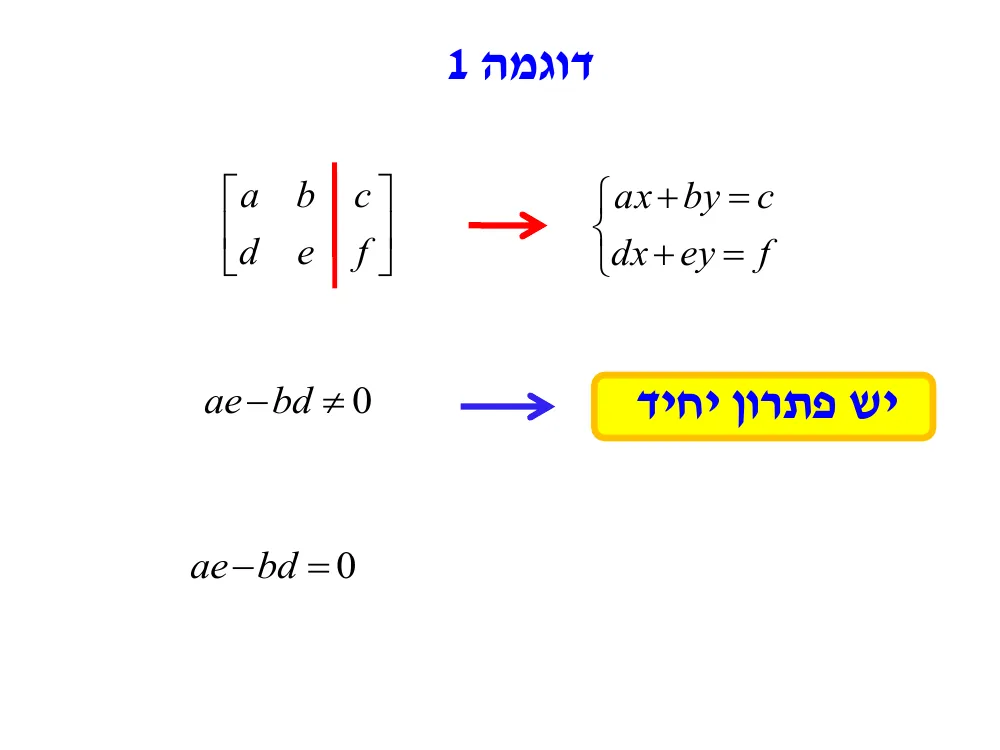 דוגמה 1
a b c ax + by = c
d e f dx + ey = f
ae − bd ≠ 0 יש פתרון יחיד
ae − bd = 0